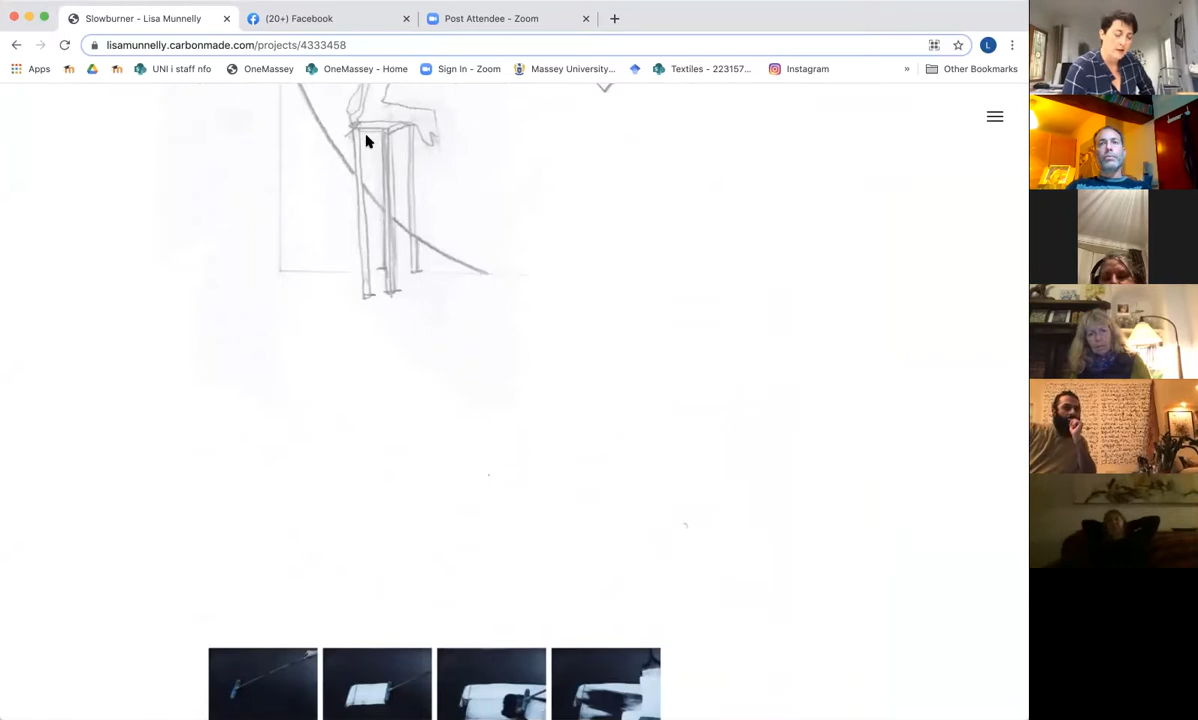 Slowburner - Lisa Munnelly
(20+) Facebook
Post Attendee - Zoom
lisamunnelly.carbonmade.com/projects/4333458
Apps
UNI i staff nfo
OneMassey
OneMassey - Home
Sign In - Zoom
Massey University...
Textiles - 223157...
Instagram
»
Other Bookmarks
L